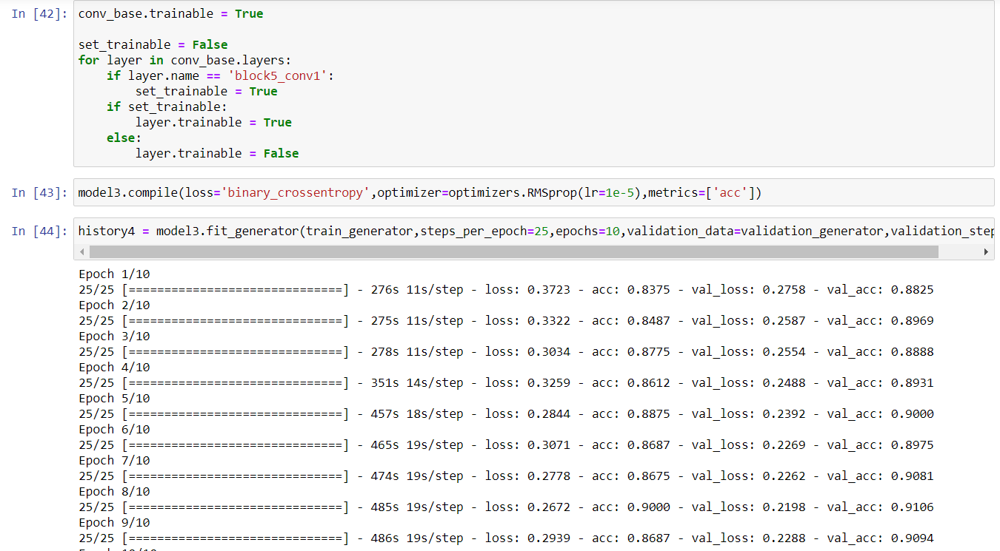 In [42]: conv_base.trainable = True
set_trainable = False
for layer in conv_base.layers:
    if layer.name == 'block5_conv1':
        set_trainable = True
    if set_trainable:
        layer.trainable = True
    else:
        layer.trainable = False
In [43]: model3.compile(loss='binary_crossentropy',optimizer=optimizers.RMSprop(lr=1e-5),metrics=['acc'])
In [44]: history4 = model3.fit_generator(train_generator,steps_per_epoch=25,epochs=10,validation_data=validation_generator,validation_step
Epoch 1/10
25/25 [==============================] - 276s 11s/step - loss: 0.3723 - acc: 0.8375 - val_loss: 0.2758 - val_acc: 0.8825
Epoch 2/10
25/25 [==============================] - 275s 11s/step - loss: 0.3322 - acc: 0.8487 - val_loss: 0.2587 - val_acc: 0.8969
Epoch 3/10
25/25 [==============================] - 278s 11s/step - loss: 0.3034 - acc: 0.8775 - val_loss: 0.2554 - val_acc: 0.8888
Epoch 4/10
25/25 [==============================] - 351s 14s/step - loss: 0.3259 - acc: 0.8612 - val_loss: 0.2488 - val_acc: 0.8931
Epoch 5/10
25/25 [==============================] - 457s 18s/step - loss: 0.2844 - acc: 0.8875 - val_loss: 0.2392 - val_acc: 0.9000
Epoch 6/10
25/25 [==============================] - 465s 19s/step - loss: 0.3071 - acc: 0.8687 - val_loss: 0.2269 - val_acc: 0.8975
Epoch 7/10
25/25 [==============================] - 474s 19s/step - loss: 0.2778 - acc: 0.8675 - val_loss: 0.2262 - val_acc: 0.9081
Epoch 8/10
25/25 [==============================] - 485s 19s/step - loss: 0.2672 - acc: 0.9000 - val_loss: 0.2198 - val_acc: 0.9106
Epoch 9/10
25/25 [==============================] - 486s 19s/step - loss: 0.2939 - acc: 0.8687 - val_loss: 0.2288 - val_acc: 0.9094